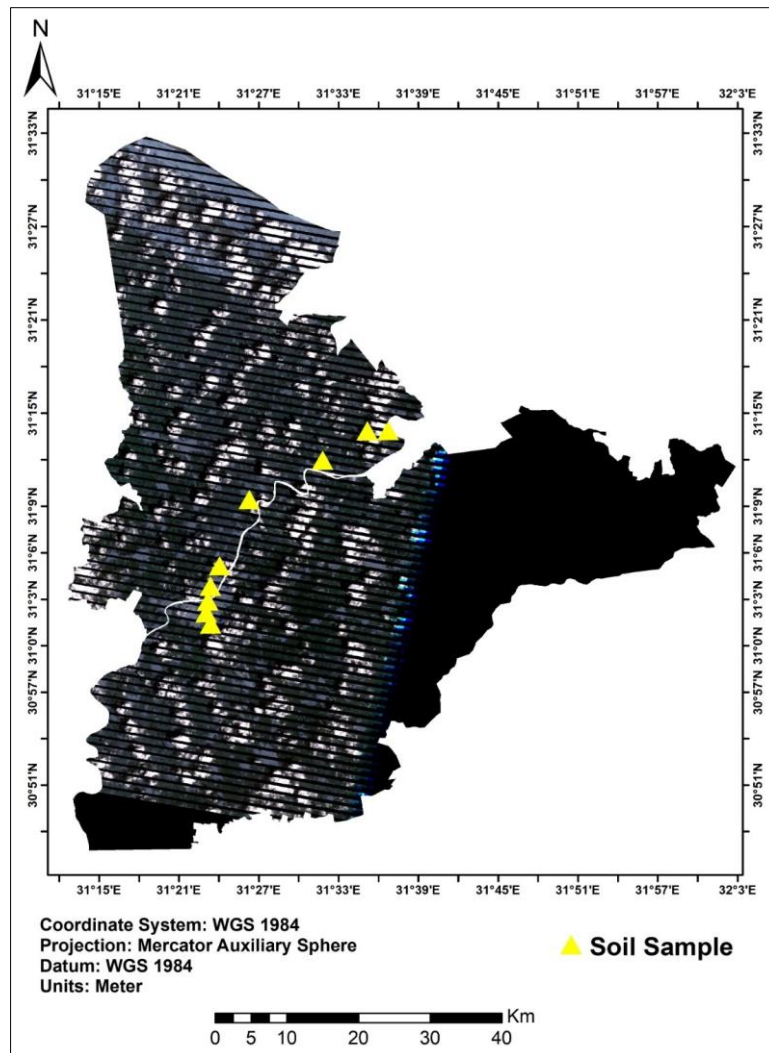 N
31°15'E 31°21'E 31°27'E 31°33'E 31°39'E 31°45'E 31°51'E 31°57'E 32°3'E
31°33'N 31°33'N
31°27'N 31°27'N
31°21'N 31°21'N
31°15'N 31°15'N
31°9'N 31°9'N
31°6'N 31°6'N
31°3'N 31°3'N
31°0'N 31°0'N
30°57'N 30°57'N
30°51'N 30°51'N
31°15'E 31°21'E 31°27'E 31°33'E 31°39'E 31°45'E 31°51'E 31°57'E 32°3'E
Coordinate System: WGS 1984
Projection: Mercator Auxiliary Sphere
Datum: WGS 1984
Units: Meter
Soil Sample
Km
0 5 10 20 30 40